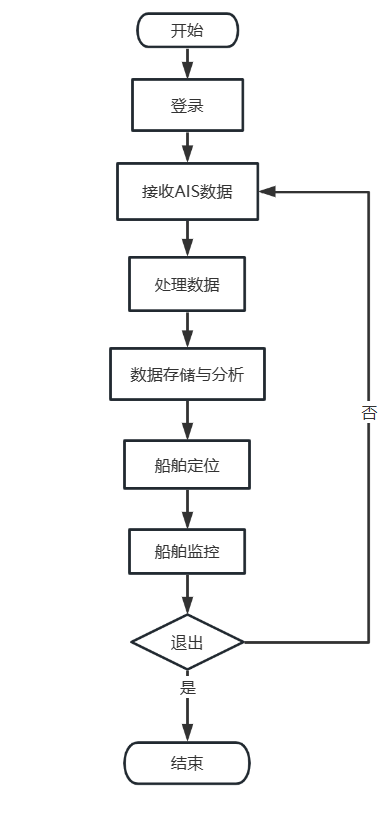 开始
登录
接收AIS数据
处理数据
数据存储与分析
否
船舶定位
船舶监控
退出
是
结束